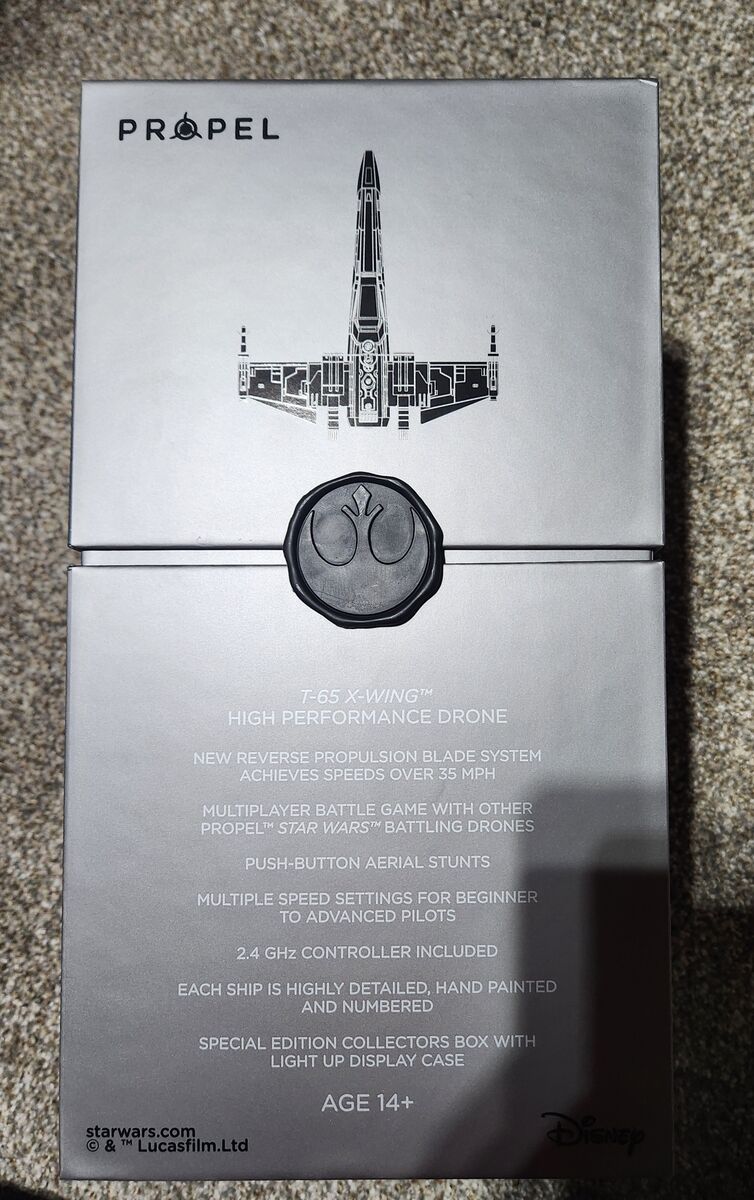 PROPEL
T-65 X-WING™
HIGH PERFORMANCE DRONE
NEW REVERSE PROPULSION BLADE SYSTEM
ACHIEVES SPEEDS OVER 35 MPH
MULTIPLAYER BATTLE GAME WITH OTHER
PROPEL™ STAR WARS™ BATTLING DRONES
PUSH-BUTTON AERIAL STUNTS
MULTIPLE SPEED SETTINGS FOR BEGINNER
TO ADVANCED PILOTS
2.4 GHz CONTROLLER INCLUDED
EACH SHIP IS HIGHLY DETAILED, HAND PAINTED
AND NUMBERED
SPECIAL EDITION COLLECTORS BOX WITH
LIGHT UP DISPLAY CASE
AGE 14+
starwars.com
© & ™ Lucasfilm.Ltd
Disney